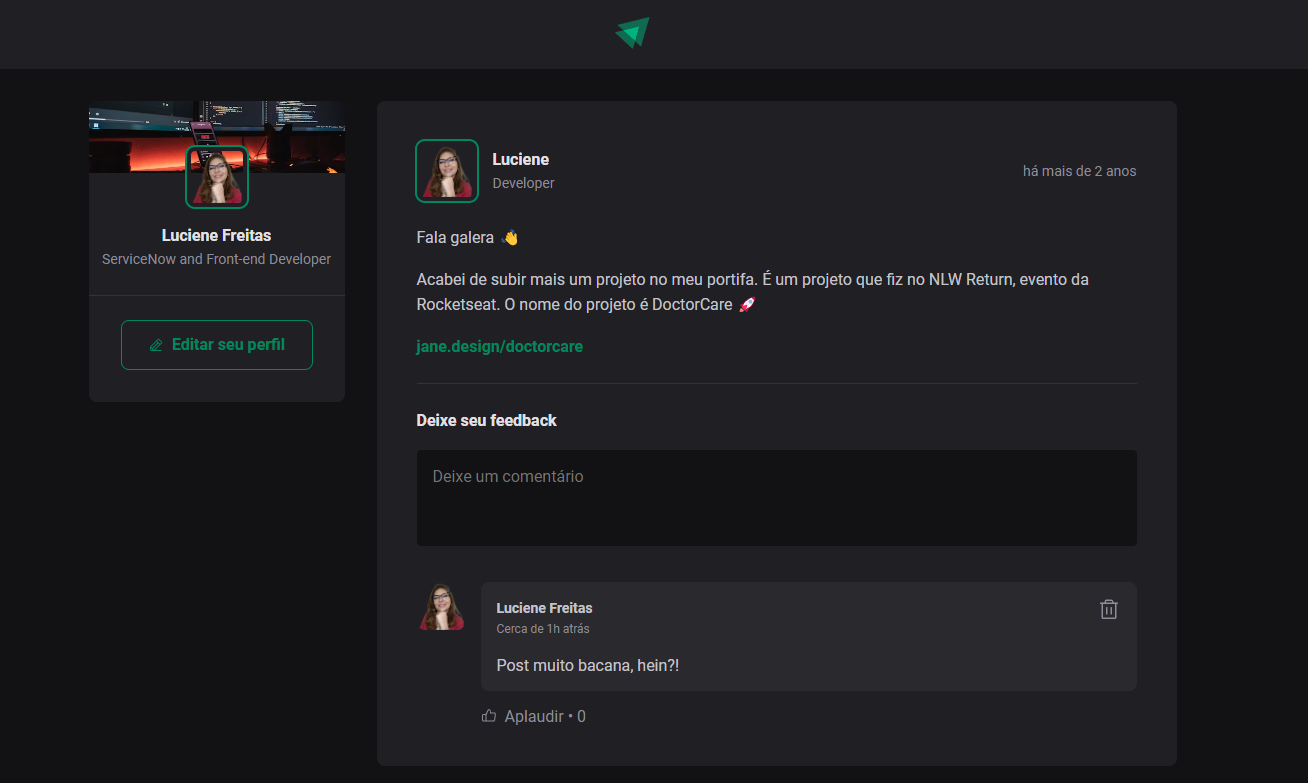 Luciene Freitas
ServiceNow and Front-end Developer
Editar seu perfil
Luciene
Developer
há mais de 2 anos
Fala galera 👋
Acabei de subir mais um projeto no meu portifa. É um projeto que fiz no NLW Return, evento da
Rocketseat. O nome do projeto é DoctorCare 🚀
jane.design/doctorcare
Deixe seu feedback
Deixe um comentário
Luciene Freitas
Cerca de 1h atrás
Post muito bacana, hein?!
Aplaudir • 0